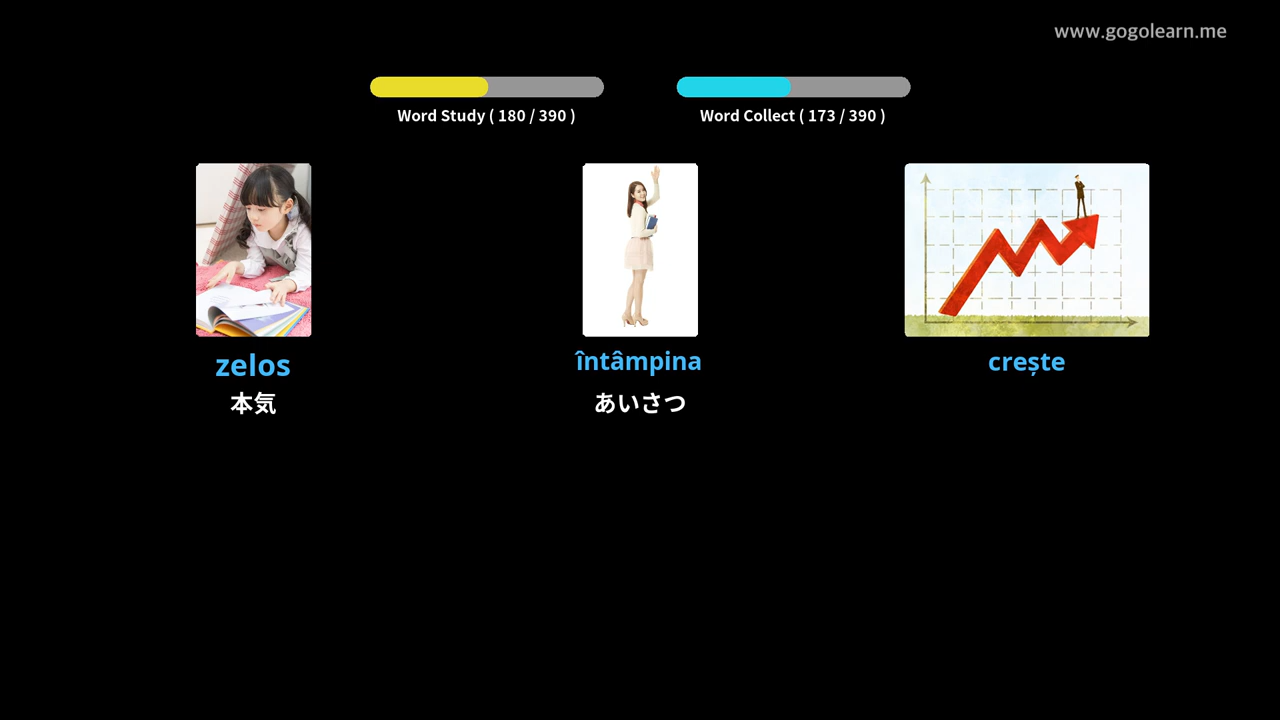 www.gogolearn.me
Word Study ( 180 / 390 )
Word Collect ( 173 / 390 )
zelos
本気
întâmpina
あいさつ
crește